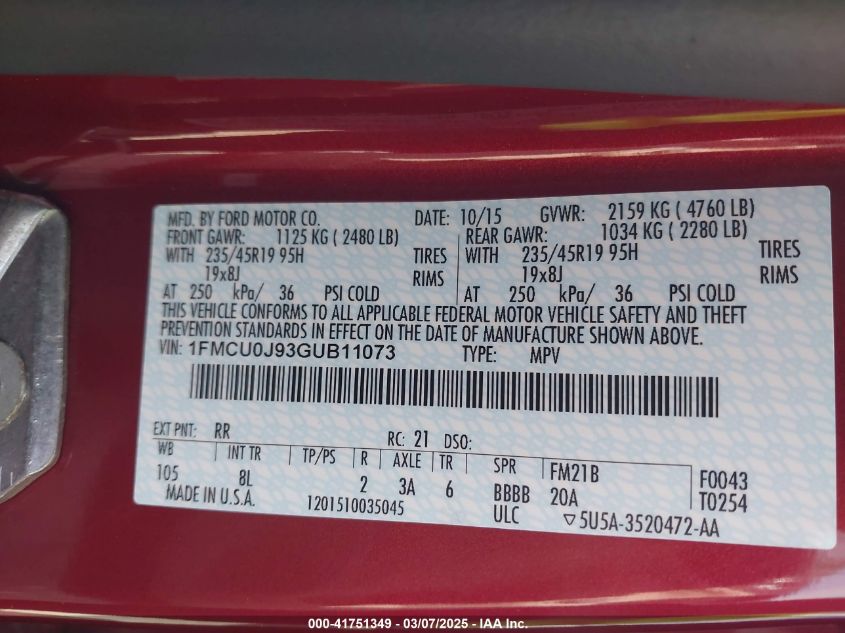 MFD. BY FORD MOTOR CO. DATE: 10/15 GVWR: 2159 KG ( 4760 LB)
FRONT GAWR: 1125 KG ( 2480 LB) REAR GAWR: 1034 KG ( 2280 LB)
WITH 235/45R19 95H TIRES WITH 235/45R19 95H TIRES
19x8J RIMS 19x8J RIMS
AT 250 kPa/ 36 PSI COLD AT 250 kPa/ 36 PSI COLD
THIS VEHICLE CONFORMS TO ALL APPLICABLE FEDERAL MOTOR VEHICLE SAFETY AND THEFT
PREVENTION STANDARDS IN EFFECT ON THE DATE OF MANUFACTURE SHOWN ABOVE.
VIN: 1FMCU0J93GUB11073 TYPE: MPV
EXT PNT: RR RC: 21 DSO:
WB INT TR TP/PS R AXLE TR SPR FM21B F0043
105 8L 2 3A 6 BBBB 20A T0254
MADE IN U.S.A. 1201510035045 ULC ▽5U5A-3520472-AA
000-41751349 | 03/07/2025 - IAA Inc.